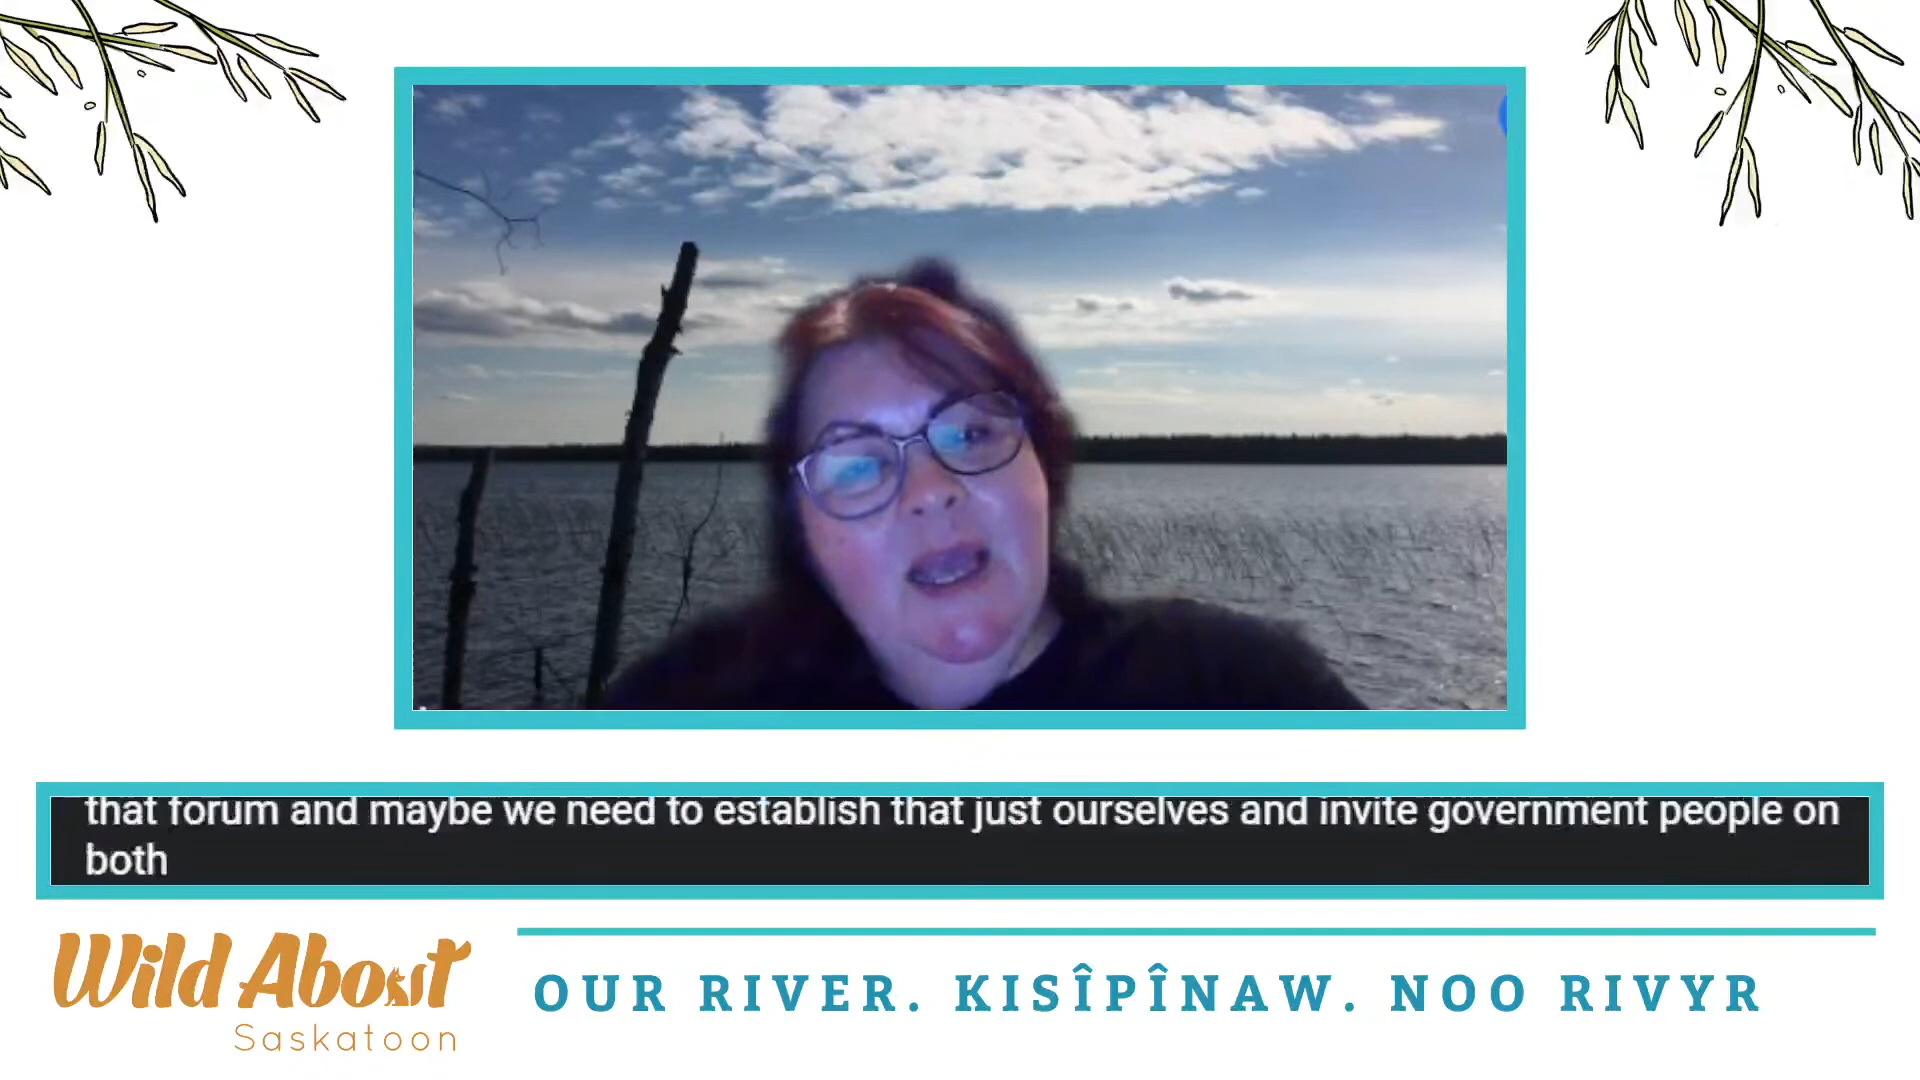 that forum and maybe we need to establish that just ourselves and invite government people on
both
Wild About
Saskatoon
OUR RIVER. KISÎPÎNAW. NOO RIVYR